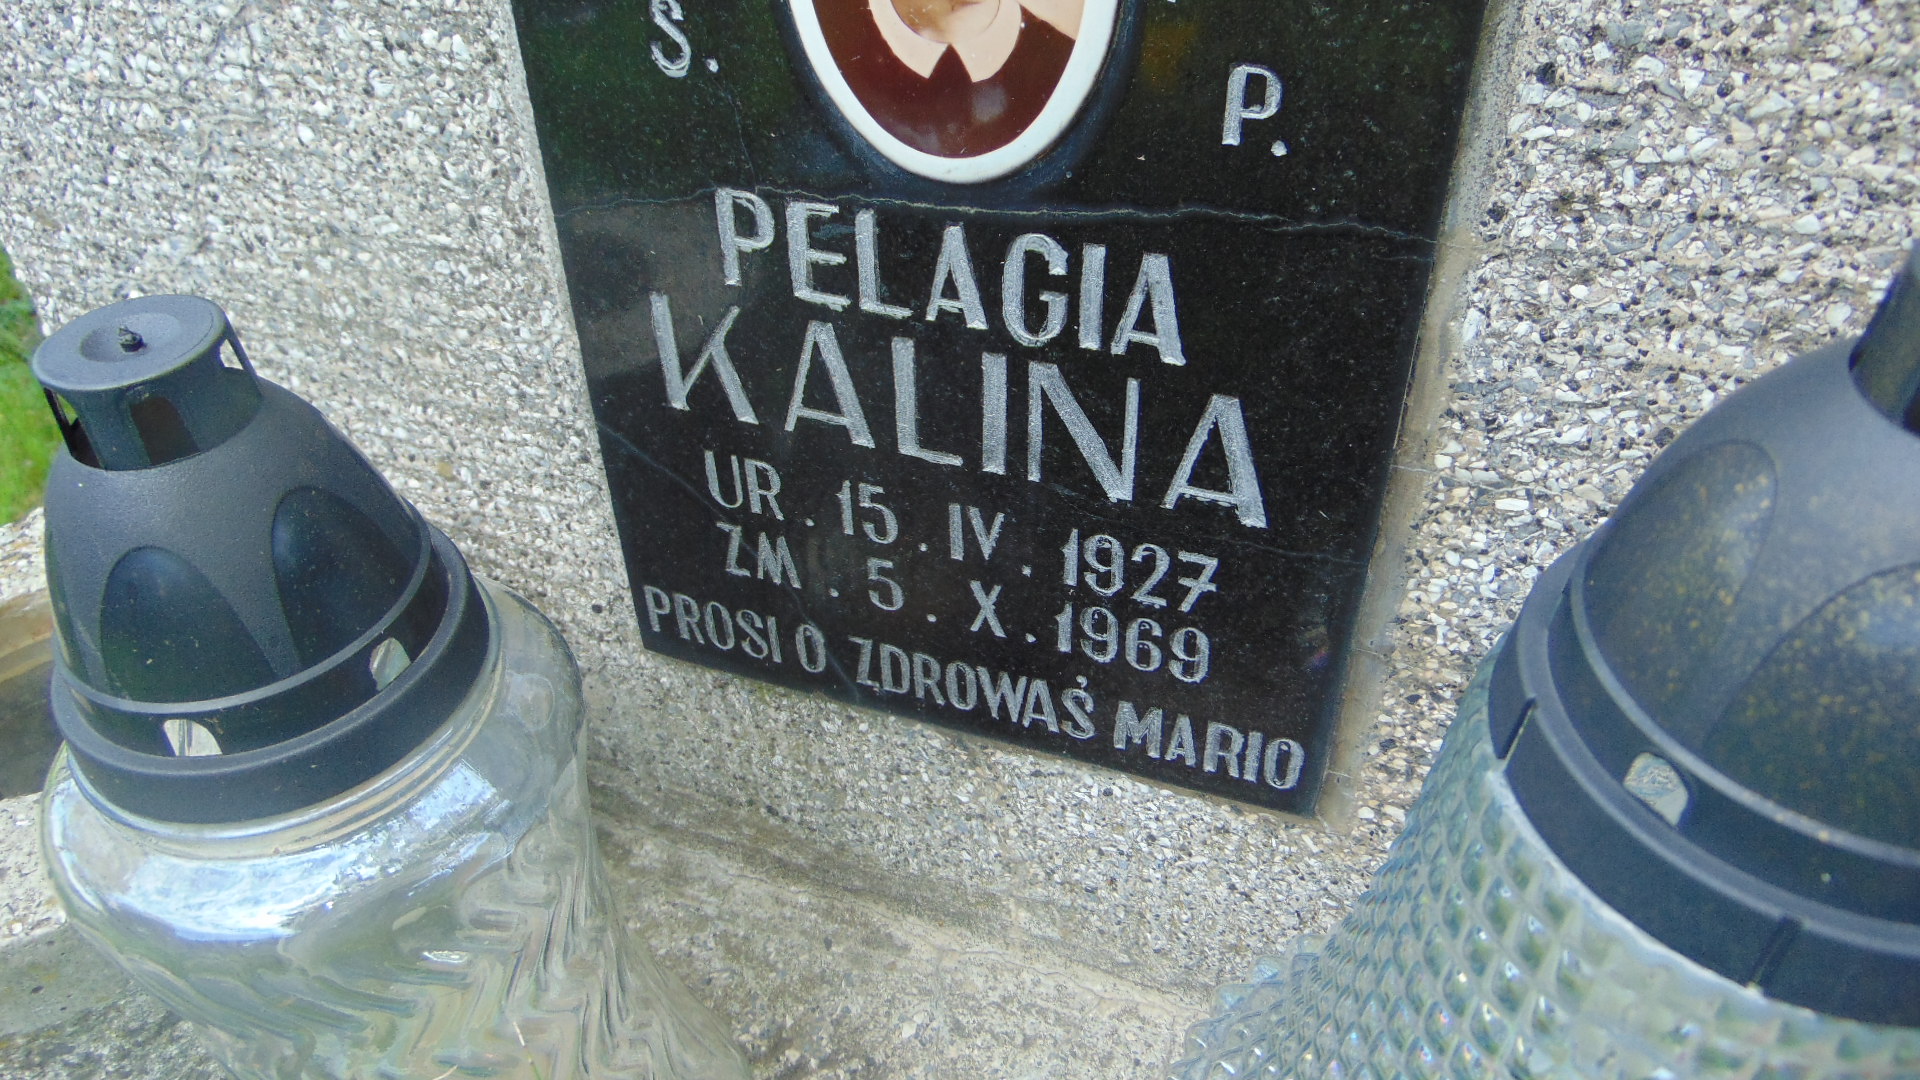 Ś. P.
PELAGIA
KALINA
UR. 15. IV. 1927
ZM. 5. X. 1969
PROSI O ZDROWAŚ MARIO